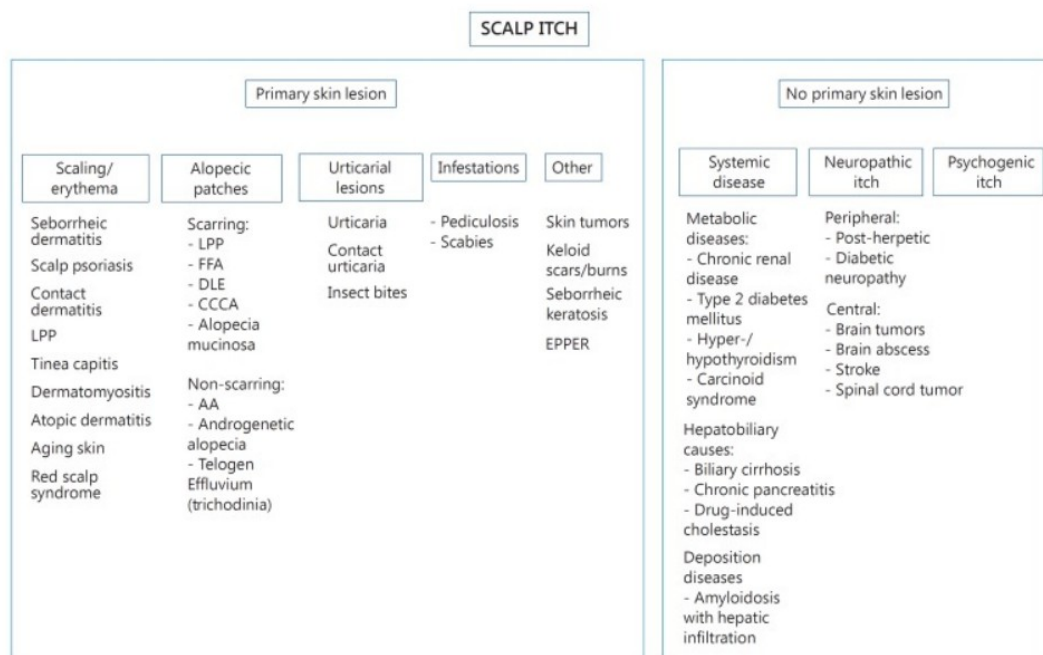 SCALP ITCH
Primary skin lesion
Scaling/
erythema
Seborrheic
dermatitis
Scalp psoriasis
Contact
dermatitis
LPP
Tinea capitis
Dermatomyositis
Atopic dermatitis
Aging skin
Red scalp
syndrome
Alopecic
patches
Scarring:
- LPP
- FFA
- DLE
- CCCA
- Alopecia
mucinosa
Non-scarring:
- AA
- Androgenetic
alopecia
- Telogen
Effluvium
(trichodinia)
Urticarial
lesions
Urticaria
Contact
urticaria
Insect bites
Infestations
- Pediculosis
- Scabies
Other
Skin tumors
Keloid
scars/burns
Seborrheic
keratosis
EPPER
No primary skin lesion
Systemic
disease
Metabolic
diseases:
- Chronic renal
disease
- Type 2 diabetes
mellitus
- Hyper-/
hypothyroidism
- Carcinoid
syndrome
Hepatobiliary
causes:
- Biliary cirrhosis
- Chronic pancreatitis
- Drug-induced
cholestasis
Deposition
diseases
- Amyloidosis
with hepatic
infiltration
Neuropathic
itch
Peripheral:
- Post-herpetic
- Diabetic
neuropathy
Central:
- Brain tumors
- Brain abscess
- Stroke
- Spinal cord tumor
Psychogenic
itch